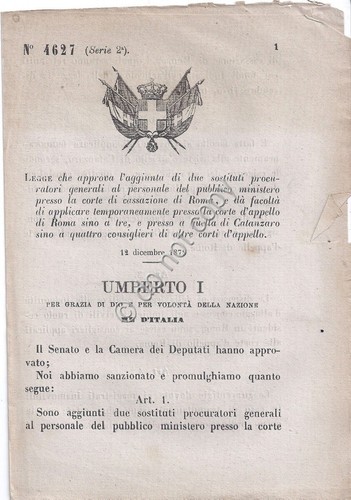 N° 4627 (Serie 2ª).
1
LEGGE che approva l'aggiunta di due sostituti procu-
ratori generali al personale del pubblico ministero
presso la corte di cassazione di Roma, e dà facoltà
di applicare temporaneamente presso la corte d'appello
di Roma sino a tre, e presso a quella di Catanzaro
sino a quattro consiglieri di altre corti d'appello.
12 dicembre 187
UMBERTO I
PER GRAZIA DI DIO E PER VOLONTÀ DELLA NAZIONE
RE D'ITALIA
Il Senato e la Camera dei Deputati hanno appro-
vato;
Noi abbiamo sanzionato e promulghiamo quanto
segue:
Art. 1.
Sono aggiunti due sostituti procuratori generali
al personale del pubblico ministero presso la corte